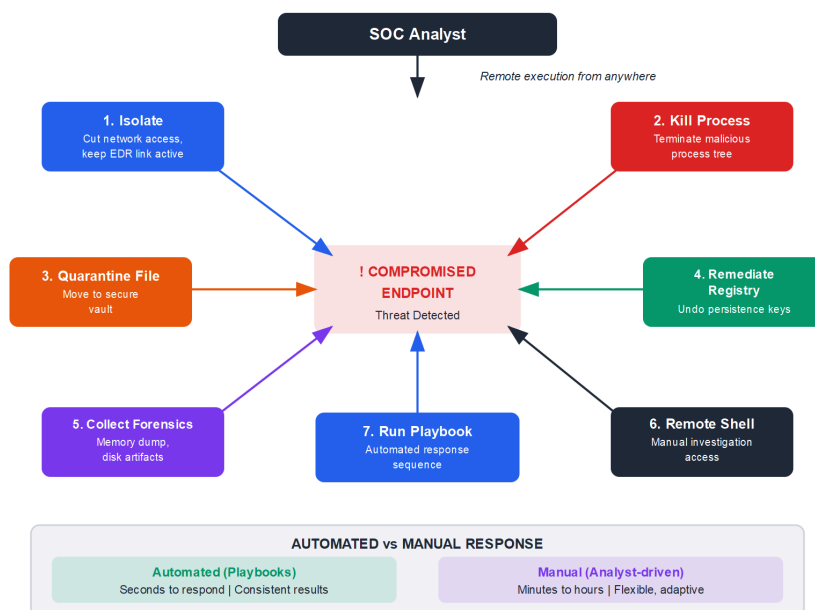 SOC Analyst
Remote execution from anywhere
1. Isolate
Cut network access,
keep EDR link active
2. Kill Process
Terminate malicious
process tree
3. Quarantine File
Move to secure
vault
! COMPROMISED
ENDPOINT
Threat Detected
4. Remediate
Registry
Undo persistence keys
5. Collect Forensics
Memory dump,
disk artifacts
7. Run Playbook
Automated response
sequence
6. Remote Shell
Manual investigation
access
AUTOMATED vs MANUAL RESPONSE
Automated (Playbooks)
Seconds to respond | Consistent results
Manual (Analyst-driven)
Minutes to hours | Flexible, adaptive